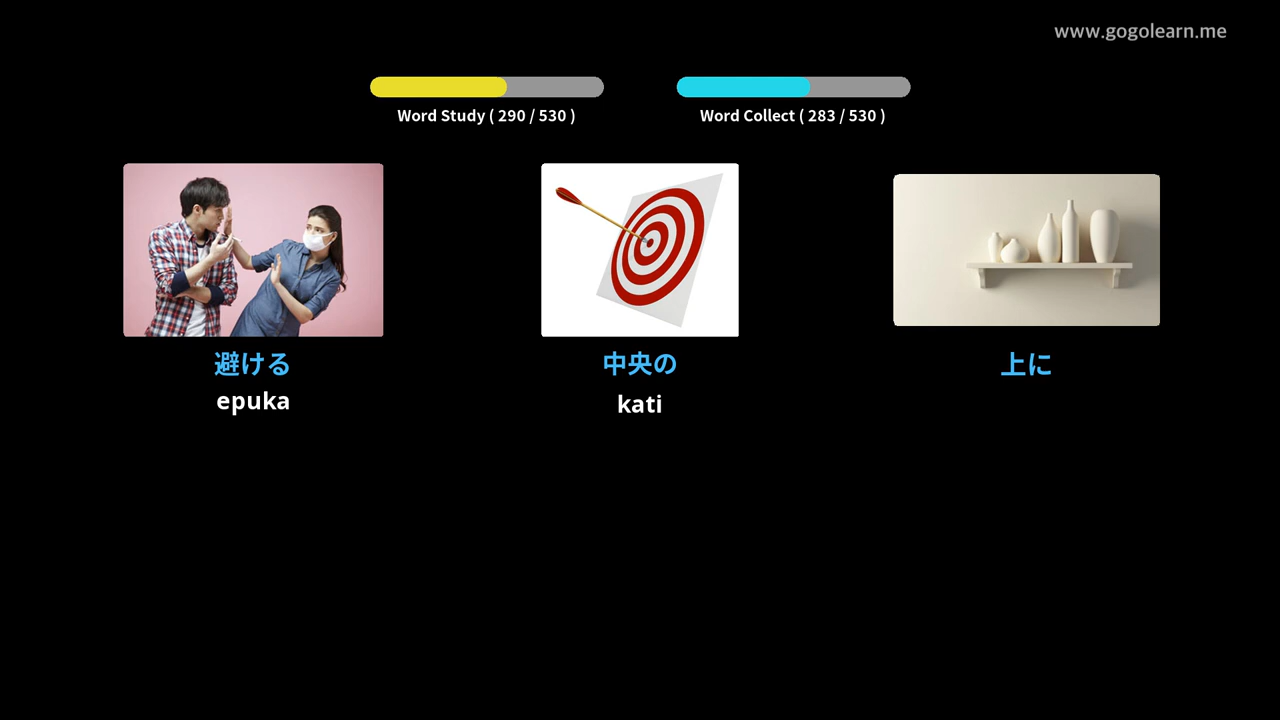 www.gogolearn.me
Word Study ( 290 / 530 )
Word Collect ( 283 / 530 )
避ける
epuka
中央の
kati
上に